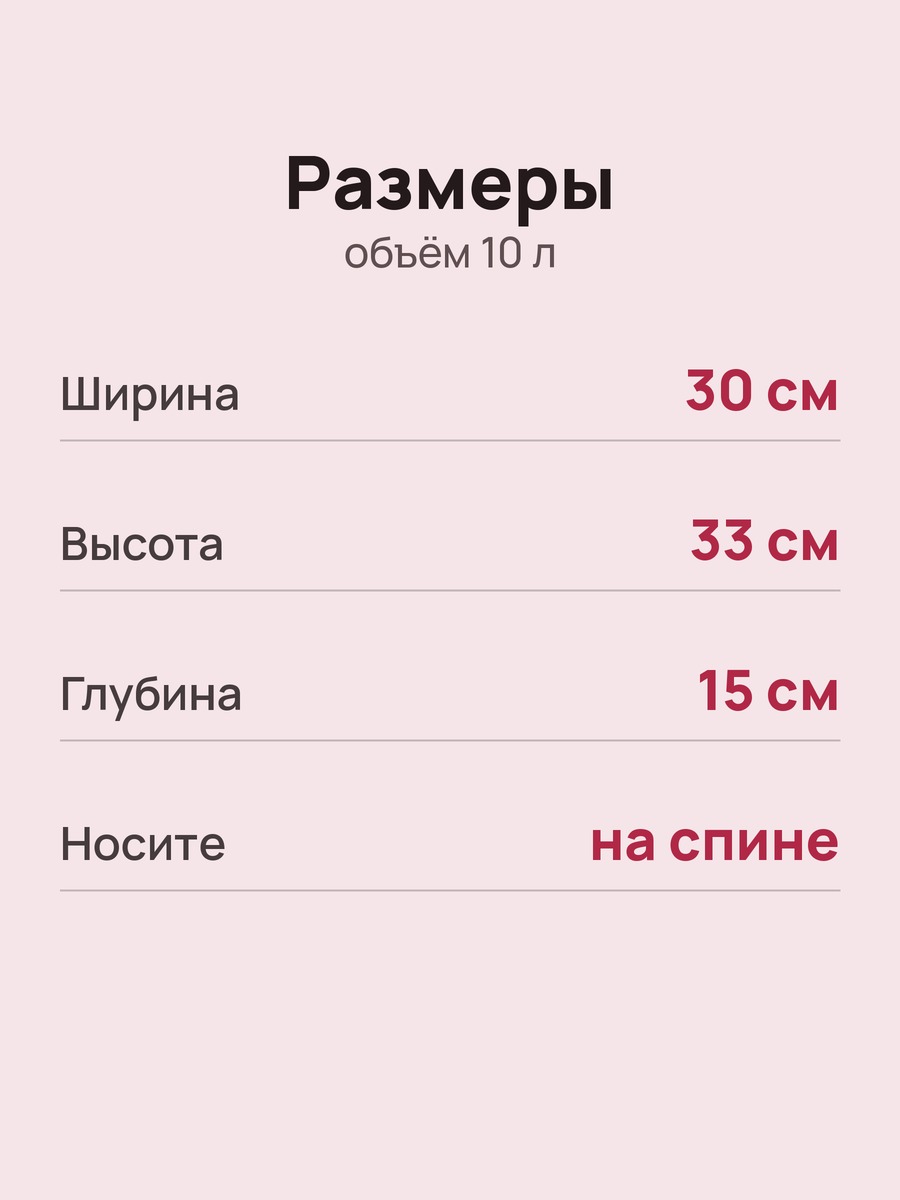 Размеры
объём 10 л
Ширина 30 см
Высота 33 см
Глубина 15 см
Носите на спине